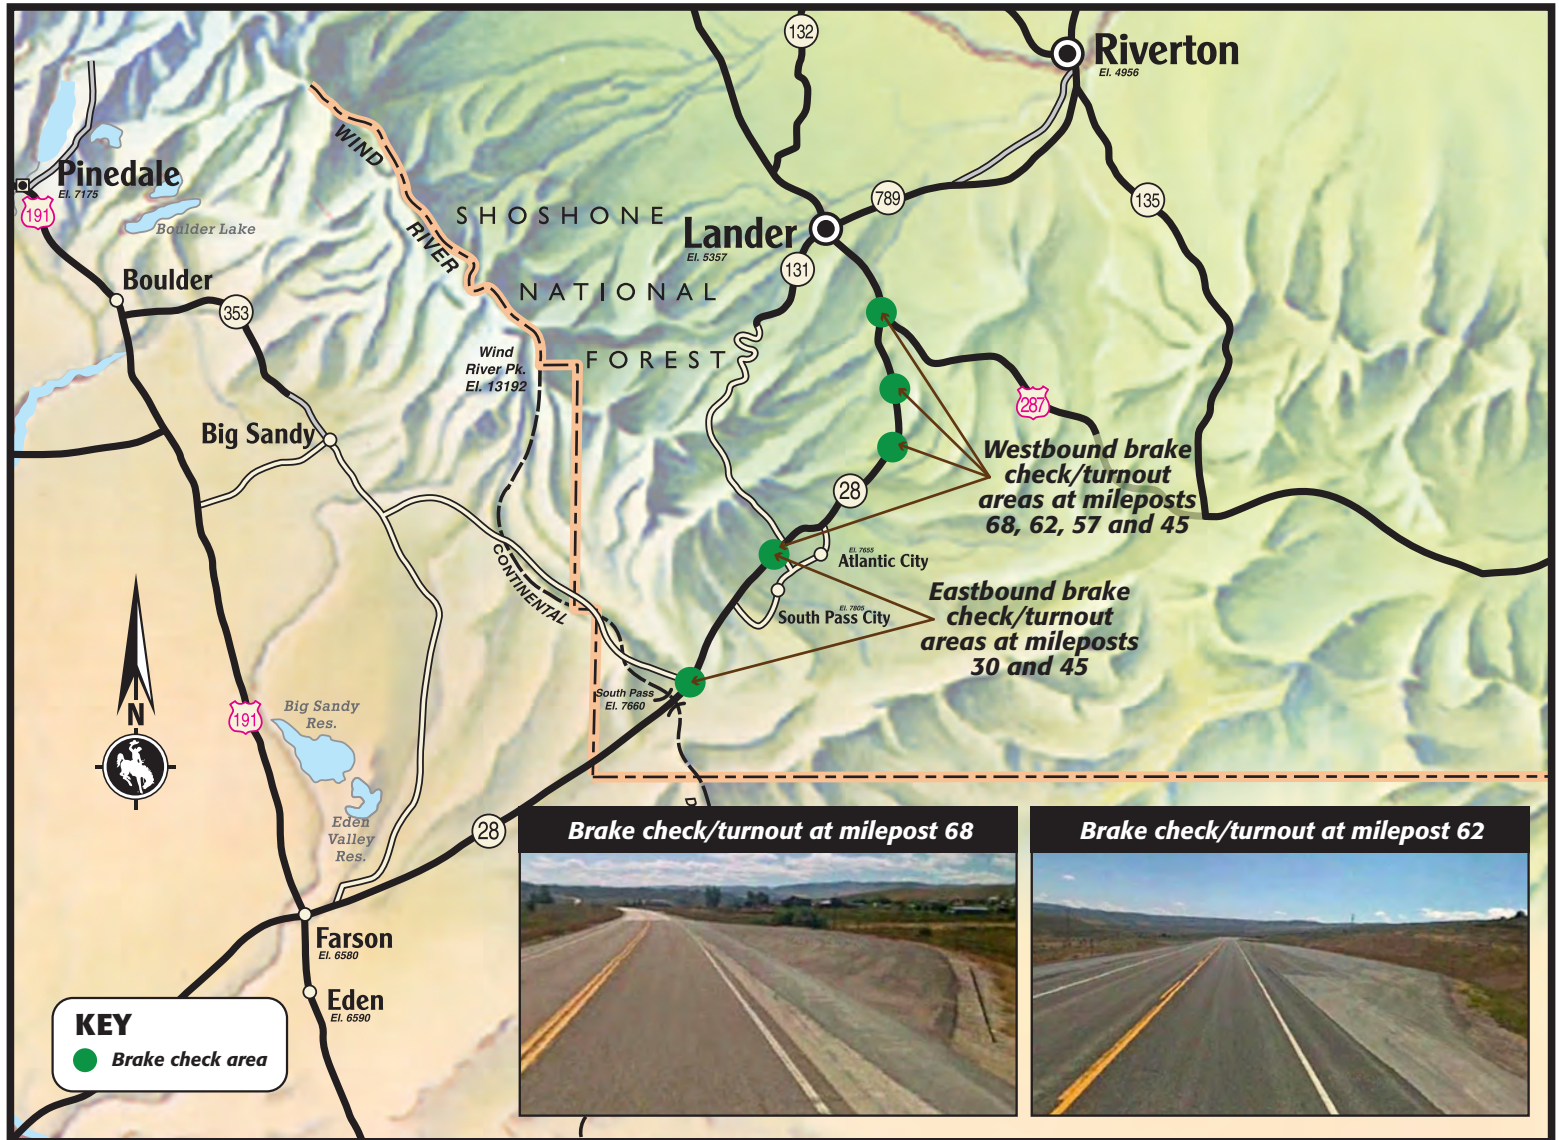 132
Riverton
El. 4956
WIND
RIVER
Pinedale
El. 7175
191
Boulder Lake
SHOSHONE
789
135
Lander
El. 5357
131
Boulder
NATIONAL
353
Wind
River Pk.
El. 13192
FOREST
287
Big Sandy
Westbound brake
check/turnout
areas at mileposts
68, 62, 57 and 45
28
El. 7655
Atlantic City
CONTINENTAL
Eastbound brake
check/turnout
areas at mileposts
30 and 45
El. 7805
South Pass City
South Pass
El. 7660
N
191
Big Sandy
Res.
D
Eden
Valley
Res.
28
Brake check/turnout at milepost 68
Brake check/turnout at milepost 62
Farson
El. 6580
Eden
El. 6590
KEY
Brake check area